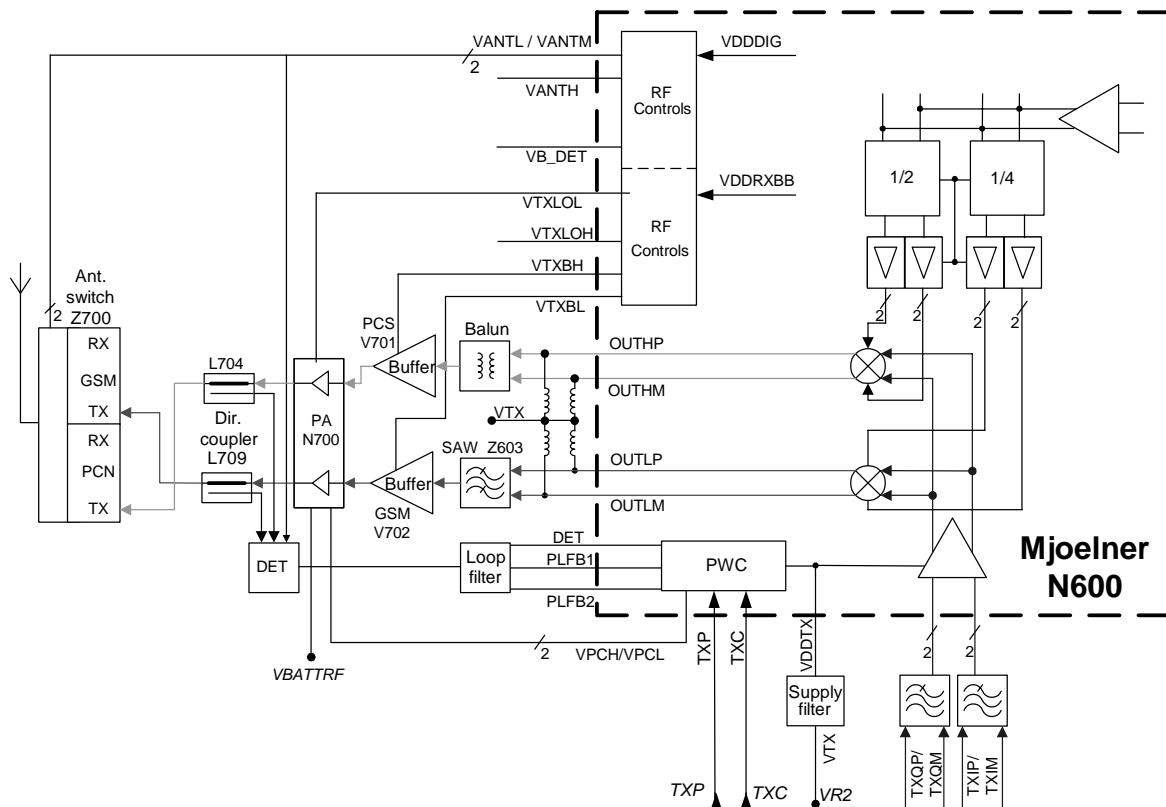 VANTL / VANTM
2
VDDDIG
VANTH
RF
Controls
VB_DET
VDDRXBB
VTXLOL
RF
Controls
VTXLOH
VTXBH
VTXBL
1/2
1/4
2
2
2
2
Ant.
switch
Z700
2
RX
GSM
TX
RX
PCN
TX
L704
Dir.
coupler
L709
PA
N700
PCS
V701
Buffer
Balun
OUTHP
OUTHM
VTX
SAW Z603
OUTLP
OUTLM
Buffer
GSM
V702
DET
Loop
filter
DET
PLFB1
PLFB2
PWC
Mjoelner
N600
VBATTRF
2
VPCH/VPCL
TXP
TXC
VDDTX
Supply
filter
VTX
2
2
TXP
TXC
VR2
TXQP/
TXQM
TXIP/
TXIM